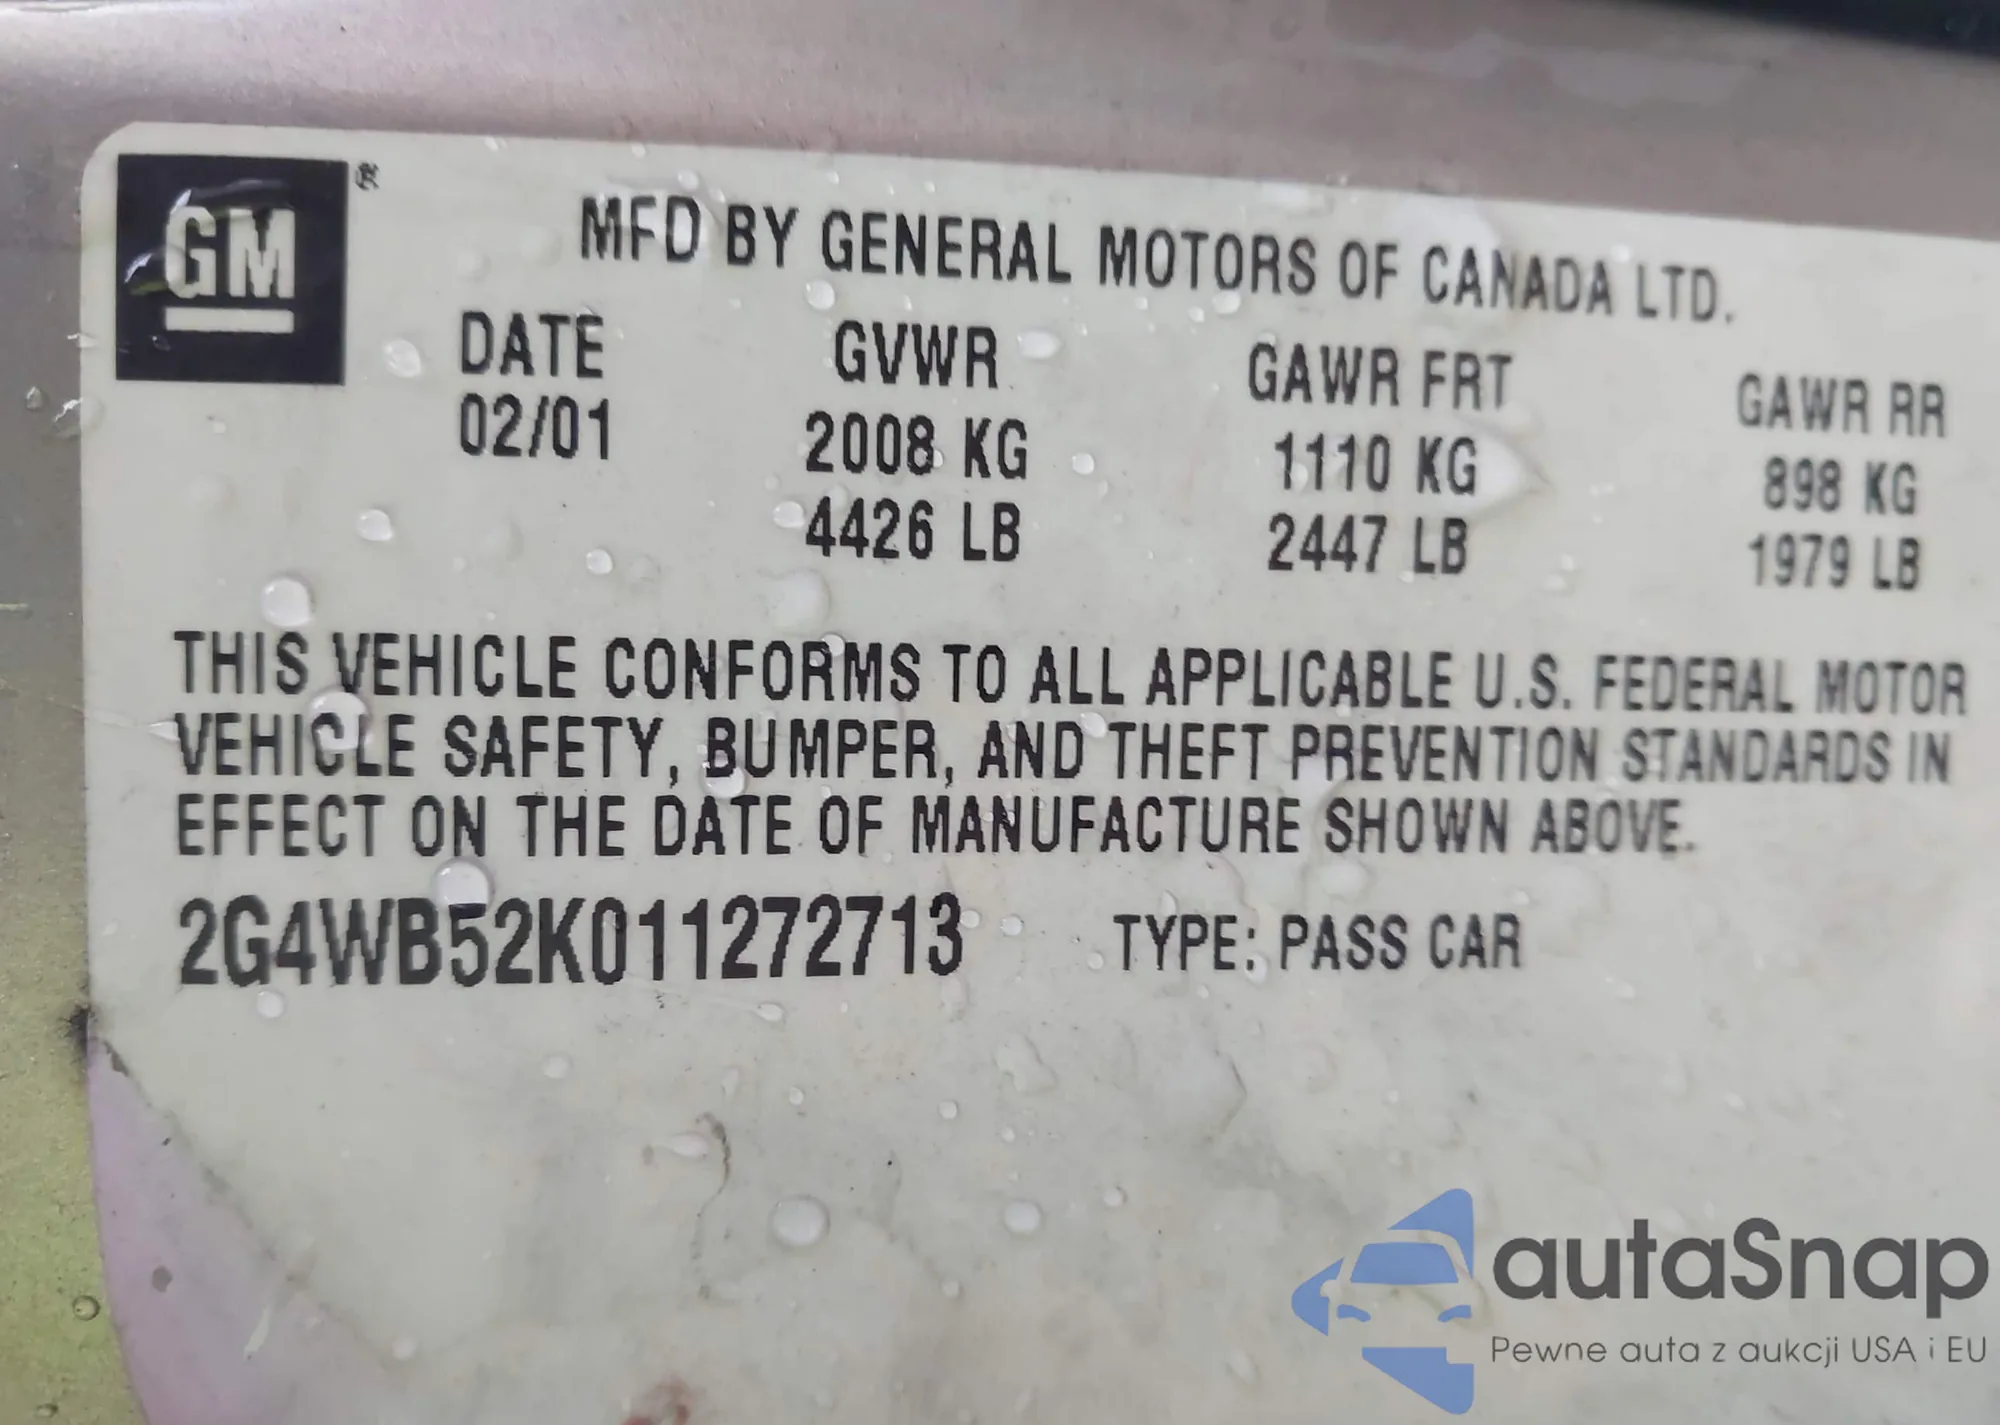 GM ®
MFD BY GENERAL MOTORS OF CANADA LTD.
DATE GVWR GAWR FRT GAWR RR
02/01 2008 KG 1110 KG 898 KG
4426 LB 2447 LB 1979 LB
THIS VEHICLE CONFORMS TO ALL APPLICABLE U.S. FEDERAL MOTOR
VEHICLE SAFETY, BUMPER, AND THEFT PREVENTION STANDARDS IN
EFFECT ON THE DATE OF MANUFACTURE SHOWN ABOVE.
2G4WB52K011272713 TYPE: PASS CAR
autaSnap
Pewne auta z aukcji USA i EU